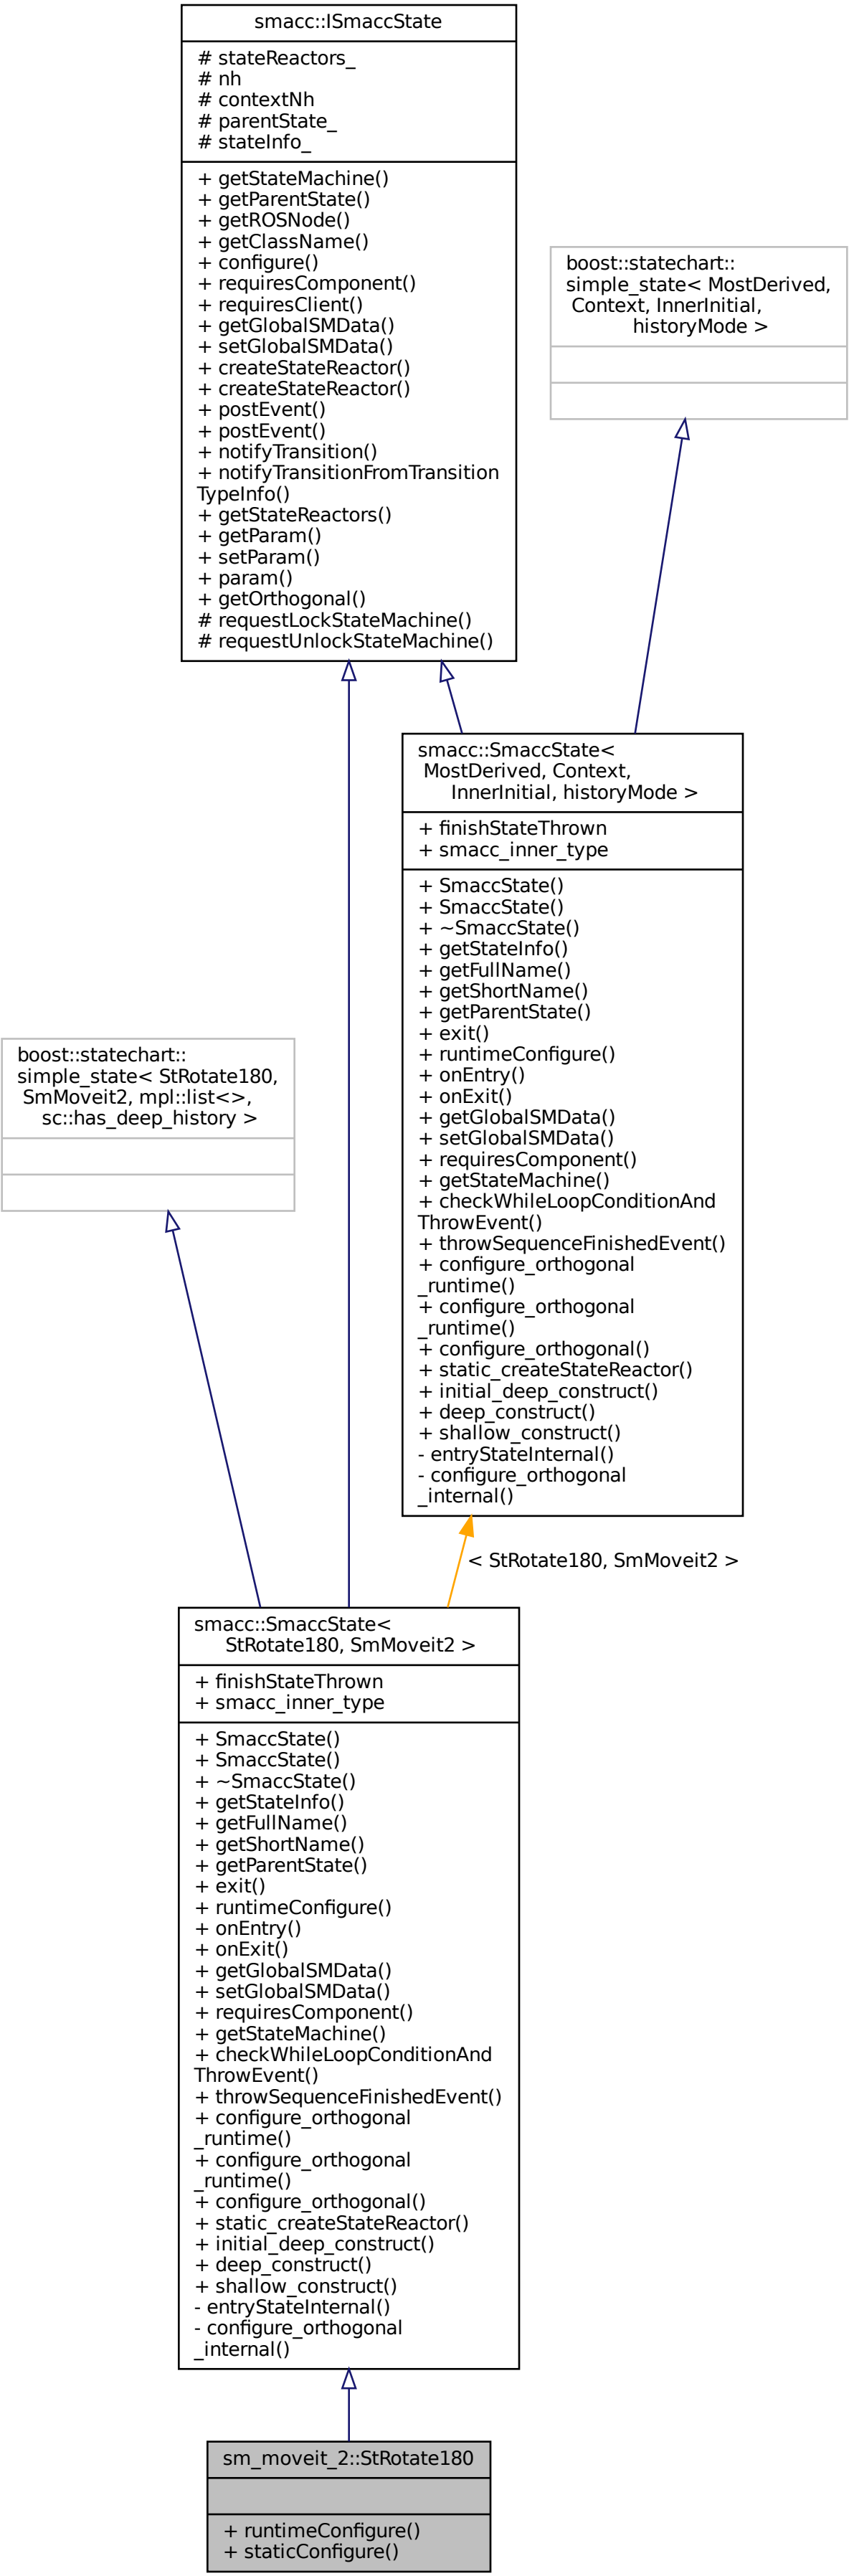 smacc::ISmaccState
# stateReactors_
# nh
# contextNh
# parentState_
# stateInfo_
+ getStateMachine()
+ getParentState()
+ getROSNode()
+ getClassName()
+ configure()
+ requiresComponent()
+ requiresClient()
+ getGlobalSMData()
+ setGlobalSMData()
+ createStateReactor()
+ createStateReactor()
+ postEvent()
+ postEvent()
+ notifyTransition()
+ notifyTransitionFromTransition
TypeInfo()
+ getStateReactors()
+ getParam()
+ setParam()
+ param()
+ getOrthogonal()
# requestLockStateMachine()
# requestUnlockStateMachine()
boost::statechart::
simple_state< MostDerived,
Context, InnerInitial,
historyMode >
smacc::SmaccState<
MostDerived, Context,
InnerInitial, historyMode >
+ finishStateThrown
+ smacc_inner_type
+ SmaccState()
+ SmaccState()
+ ~SmaccState()
+ getStateInfo()
+ getFullName()
+ getShortName()
+ getParentState()
+ exit()
+ runtimeConfigure()
+ onEntry()
+ onExit()
+ getGlobalSMData()
+ setGlobalSMData()
+ requiresComponent()
+ getStateMachine()
+ checkWhileLoopConditionAnd
ThrowEvent()
+ throwSequenceFinishedEvent()
+ configure_orthogonal
_runtime()
+ configure_orthogonal
_runtime()
+ configure_orthogonal()
+ static_createStateReactor()
+ initial_deep_construct()
+ deep_construct()
+ shallow_construct()
- entryStateInternal()
- configure_orthogonal
_internal()
boost::statechart::
simple_state< StRotate180,
SmMoveit2, mpl::list<>,
sc::has_deep_history >
< StRotate180, SmMoveit2 >
smacc::SmaccState<
StRotate180, SmMoveit2 >
+ finishStateThrown
+ smacc_inner_type
+ SmaccState()
+ SmaccState()
+ ~SmaccState()
+ getStateInfo()
+ getFullName()
+ getShortName()
+ getParentState()
+ exit()
+ runtimeConfigure()
+ onEntry()
+ onExit()
+ getGlobalSMData()
+ setGlobalSMData()
+ requiresComponent()
+ getStateMachine()
+ checkWhileLoopConditionAnd
ThrowEvent()
+ throwSequenceFinishedEvent()
+ configure_orthogonal
_runtime()
+ configure_orthogonal
_runtime()
+ configure_orthogonal()
+ static_createStateReactor()
+ initial_deep_construct()
+ deep_construct()
+ shallow_construct()
- entryStateInternal()
- configure_orthogonal
_internal()
sm_moveit_2::StRotate180
+ runtimeConfigure()
+ staticConfigure()